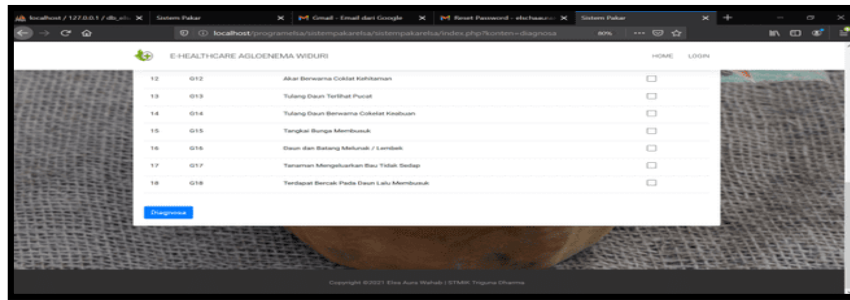 localhost / 127.0.0.1 / db_els
Sistem Pakar
Gmail - Email dari Google
Reset Password - elschaaura
Sistem Pakar
localhost/programelsa/sistempakarelsa/sistempakarelsa/index.php?konten=diagnosa
80%
E-HEALTHCARE AGLOENEMA WIDURI HOME LOGIN
12 G12 Akar Berwarna Coklat Kehitaman
13 G13 Tulang Daun Terlihat Pucat
14 G14 Tulang Daun Berwarna Cokelat Keabuan
15 G15 Tangkai Bunga Membusuk
16 G16 Daun dan Batang Melunak / Lembek
17 G17 Tanaman Mengeluarkan Bau Tidak Sedap
18 G18 Terdapat Bercak Pada Daun Lalu Membusuk
Diagnosa
Copyright ©2021 Elsa Aura Wahab | STMIK Triguna Dharma